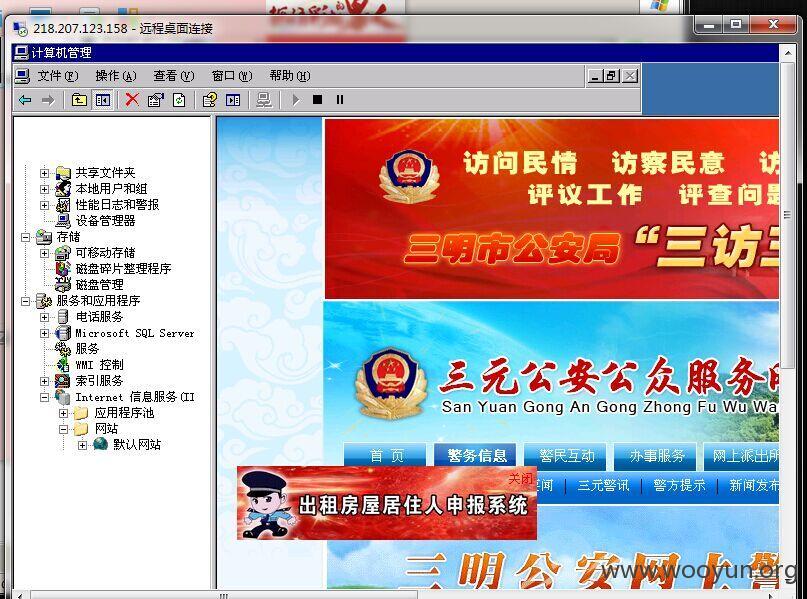 218.207.123.158 - 远程桌面连接
计算机管理
文件(F) 操作(A) 查看(V) 窗口(W) 帮助(H)
共享文件夹
本地用户和组
性能日志和警报
设备管理器
存储
可移动存储
磁盘碎片整理程序
磁盘管理
服务和应用程序
电话服务
Microsoft SQL Server
服务
WMI 控制
索引服务
Internet 信息服务(II
应用程序池
网站
默认网站
访问民情 访察民意 访
评议工作 评查问题
三明市公安局 “三访三
三元公安公众服务网
San Yuan Gong An Gong Zhong Fu Wu Wa
首 页 警务信息 警民互动 办事服务 网上派出所
闻 三元警讯 警方提示 新闻发布
关闭
出租房屋居住人申报系统
三明公安网上警
www.wooyun.org